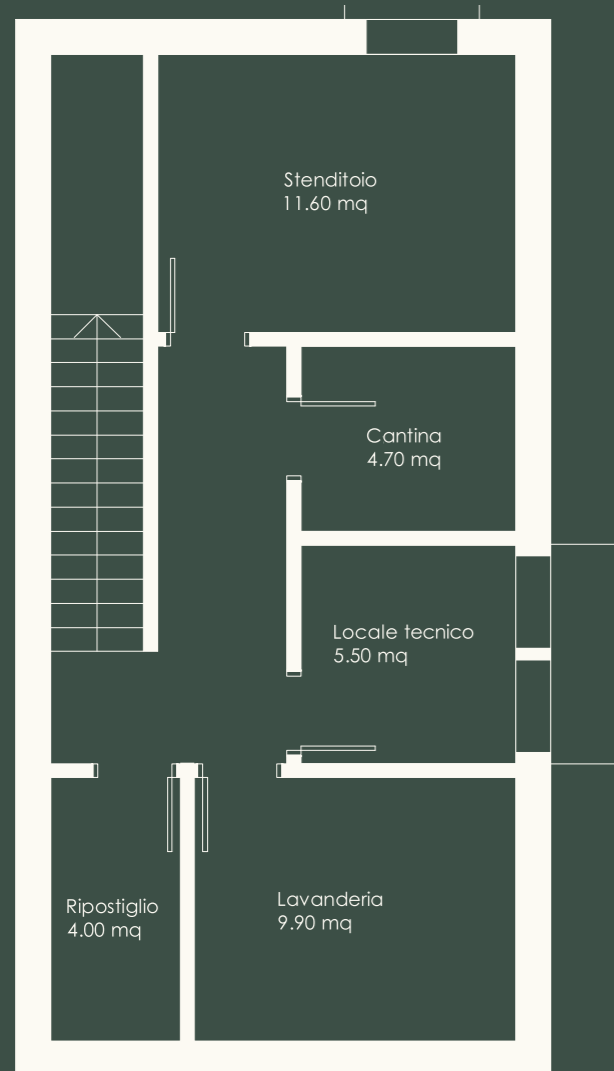 Stenditoio
11.60 mq
Cantina
4.70 mq
Locale tecnico
5.50 mq
Ripostiglio
4.00 mq
Lavanderia
9.90 mq